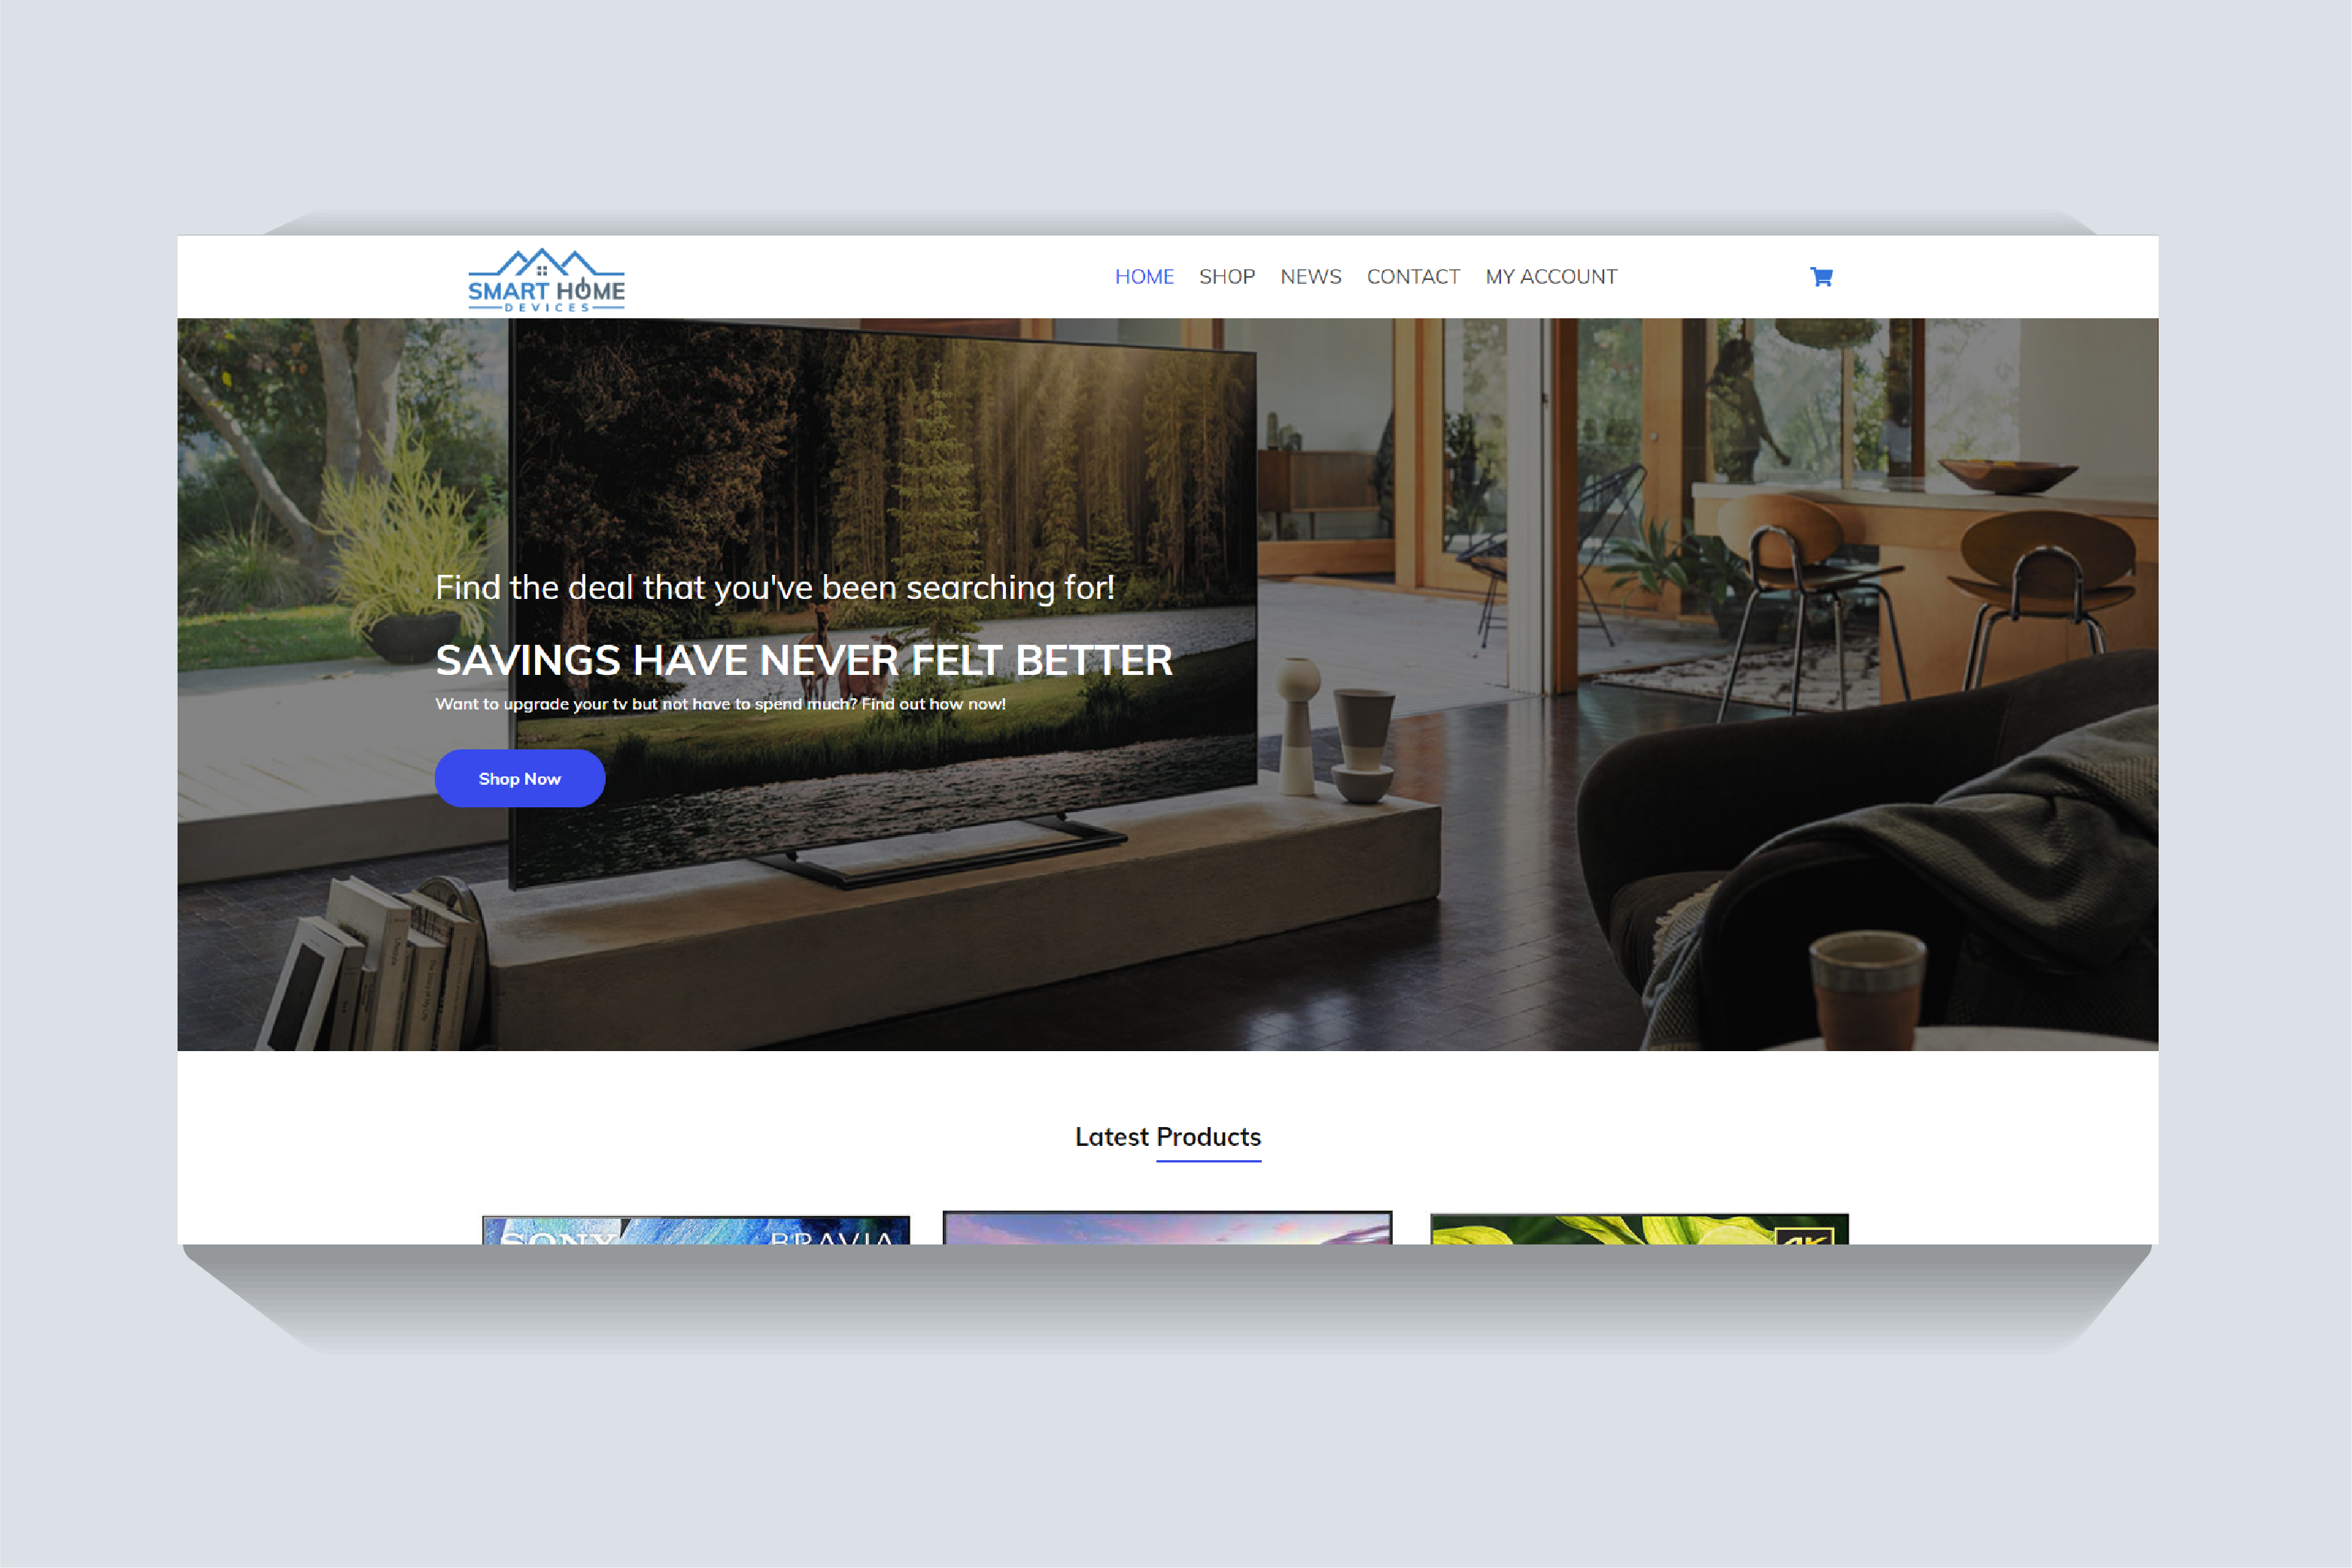 SMART HOME
DEVICES
HOME SHOP NEWS CONTACT MY ACCOUNT
Find the deal that you've been searching for!
SAVINGS HAVE NEVER FELT BETTER
Want to upgrade your tv but not have to spend much? Find out how now!
Shop Now
Latest Products
SONY BRAVIA 4K